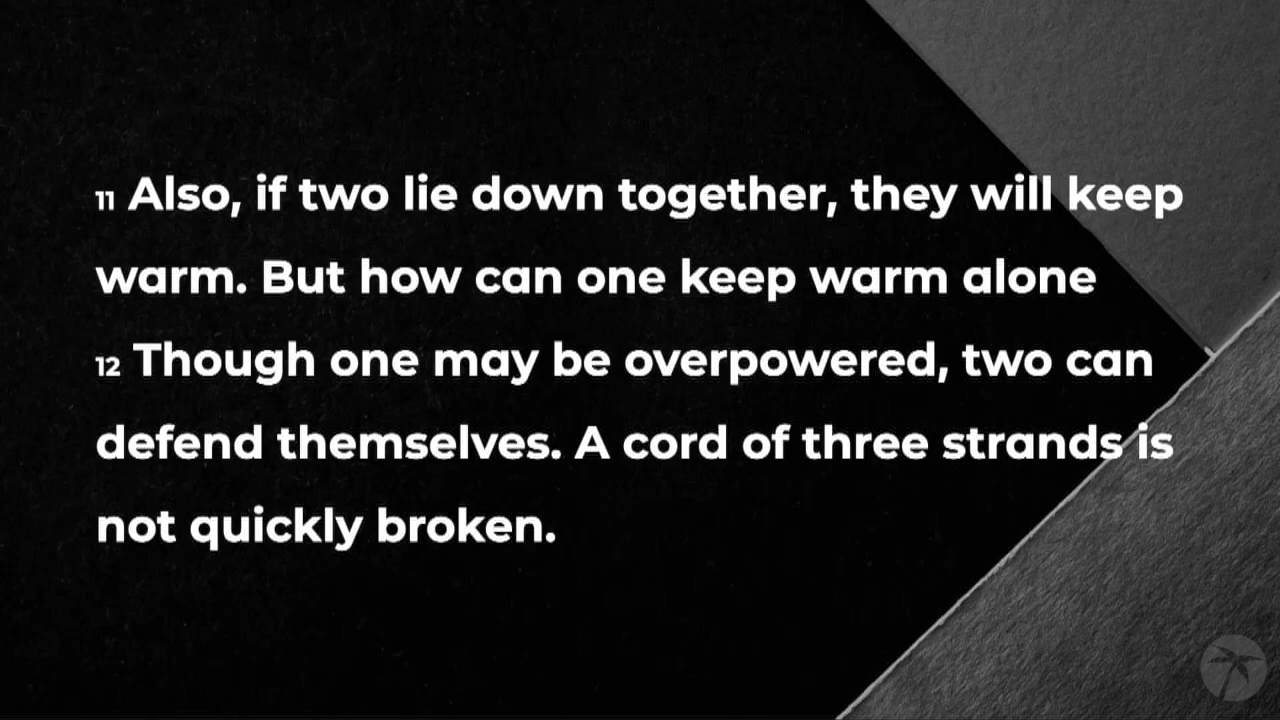 11 Also, if two lie down together, they will keep
warm. But how can one keep warm alone
12 Though one may be overpowered, two can
defend themselves. A cord of three strands is
not quickly broken.